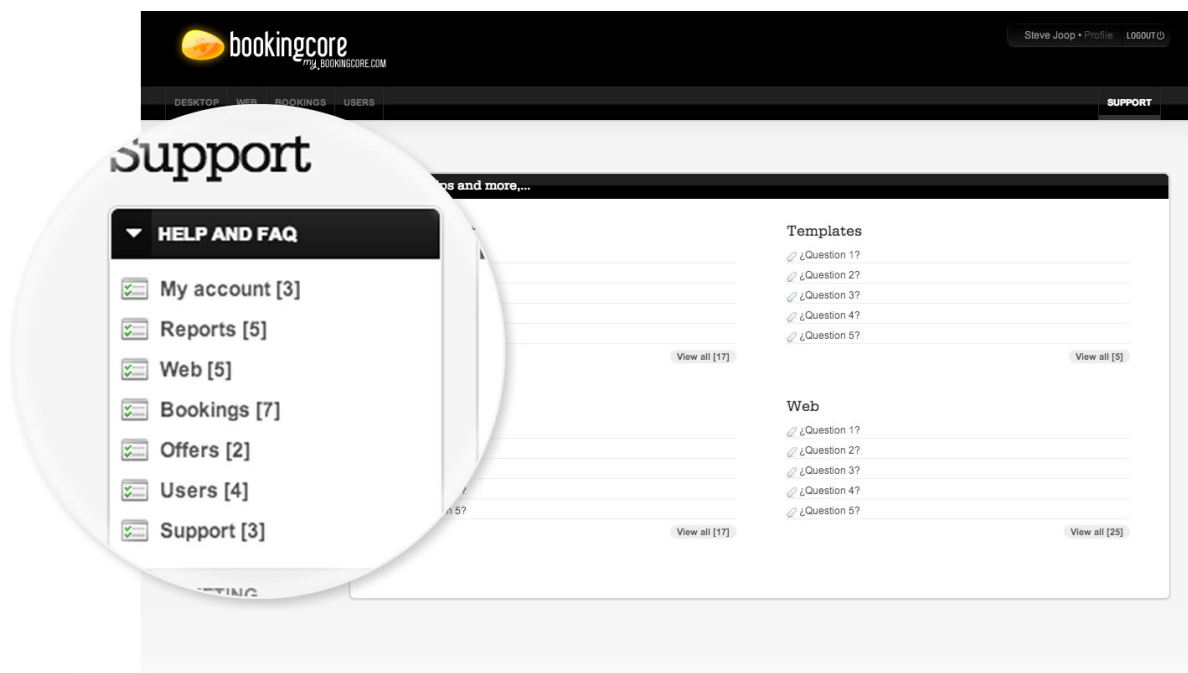 bookingcore
my.BOOKINGCORE.COM
Steve Joop • Profile LOGOUT
DESKTOP WEB BOOKINGS USERS
SUPPORT
Support
HELP AND FAQ
My account [3]
Reports [5]
Web [5]
Bookings [7]
Offers [2]
Users [4]
Support [3]
and more,...
5?
View all [17]
View all [17]
Templates
¿Question 1?
¿Question 2?
¿Question 3?
¿Question 4?
¿Question 5?
View all [5]
Web
¿Question 1?
¿Question 2?
¿Question 3?
¿Question 4?
¿Question 5?
View all [25]